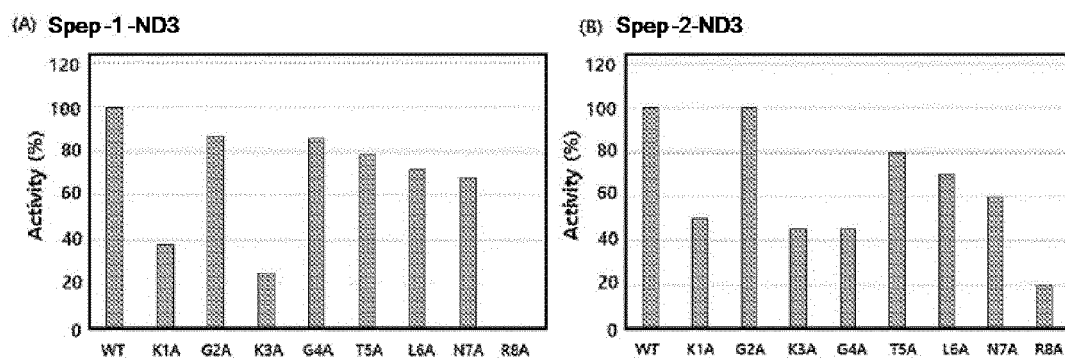 (A) Spep-1-ND3
Activity (%)
120
100
80
60
40
20
0
WT K1A G2A K3A G4A T5A L6A N7A R8A
(B) Spep-2-ND3
Activity (%)
120
100
80
60
40
20
0
WT K1A G2A K3A G4A T5A L6A N7A R8A